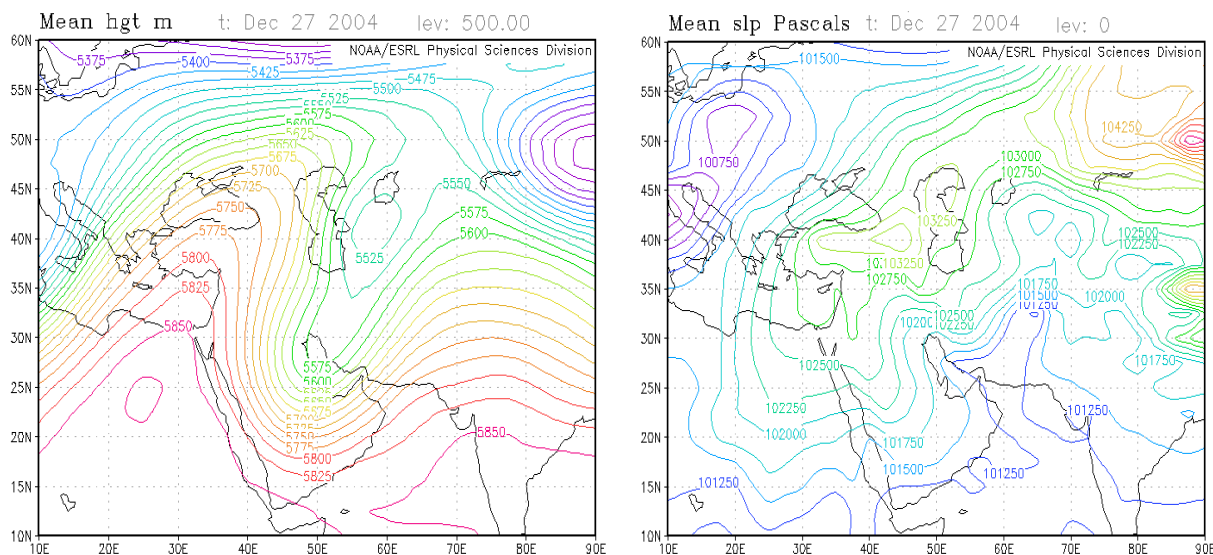 Mean hgt m t: Dec 27 2004 lev: 500.00
NOAA/ESRL Physical Sciences Division
60N
55N
50N
45N
40N
35N
30N
25N
20N
15N
10N
10E 20E 30E 40E 50E 60E 70E 80E 90E
5375
5400
5375
5425
5475
5500
5525
5575
5600
5625
5650
5675
5700
5725
5750
5775
5800
5825
5850
5550
5575
5600
5525
5575
5600
5675
5700
5725
5750
5775
5800
5825
5850
Mean slp Pascals t: Dec 27 2004 lev: 0
NOAA/ESRL Physical Sciences Division
60N
55N
50N
45N
40N
35N
30N
25N
20N
15N
10N
10E 20E 30E 40E 50E 60E 70E 80E 90E
101500
104250
100750
103000
102750
103250
102500
102250
103250
102750
101750
101500
101250
102000
102500
102250
101750
102500
102250
102000
101250
101750
101500
101250
101250
101250